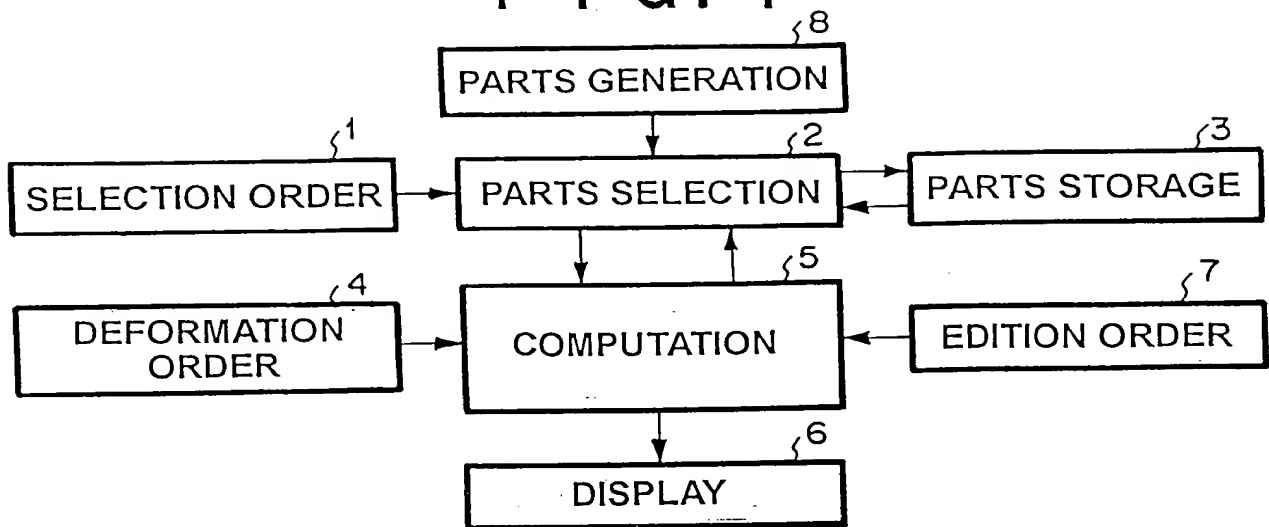 8
PARTS GENERATION
1
2
3
SELECTION ORDER
PARTS SELECTION
PARTS STORAGE
4
5
7
DEFORMATION
ORDER
COMPUTATION
EDITION ORDER
6
DISPLAY